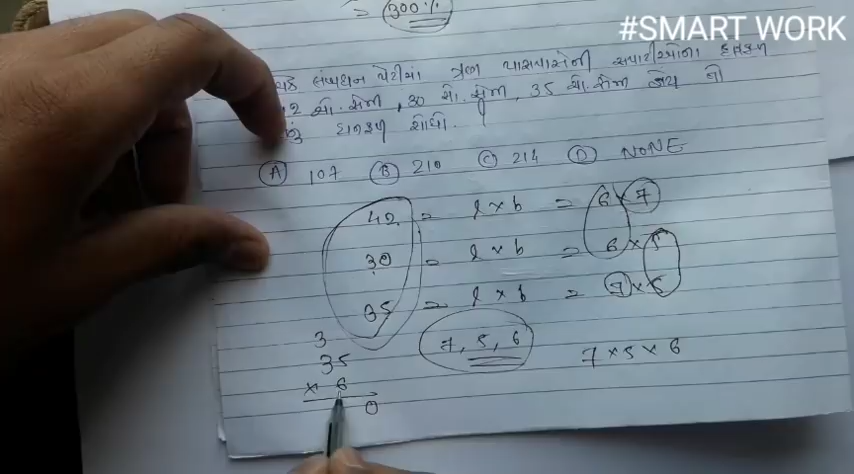 = 300 %
#SMART WORK
લંબઘન પેટીમાં ત્રણ પાસપાસેની સપાટીઓના
42 સે.મી , 30 સે.મી , 35 સે.મી હોય તો
ઘનફળ શોધો.
A 107 B 210 C 214 D NONE
42 = l × b = 6 × 7
30 = l × b = 6 × 5
35 = l × b = 7 × 5
3
7, 5, 6 7 × 5 × 6
35
× 6
0